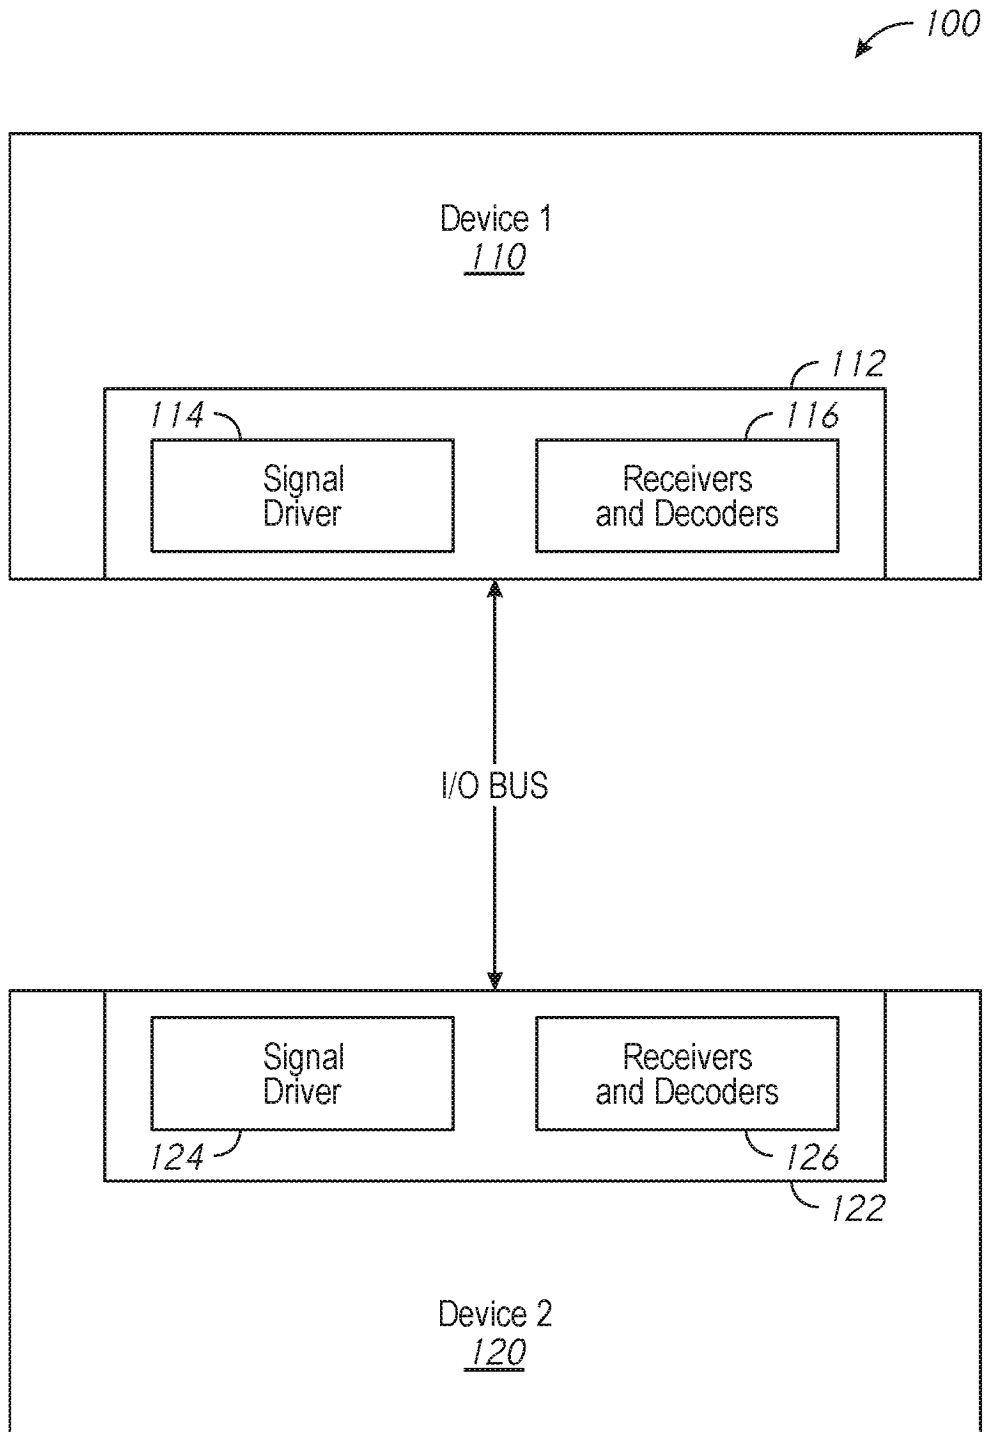 100
Device 1
110
112
114
116
Signal
Driver
Receivers
and Decoders
I/O BUS
Signal
Driver
Receivers
and Decoders
124
126
122
Device 2
120